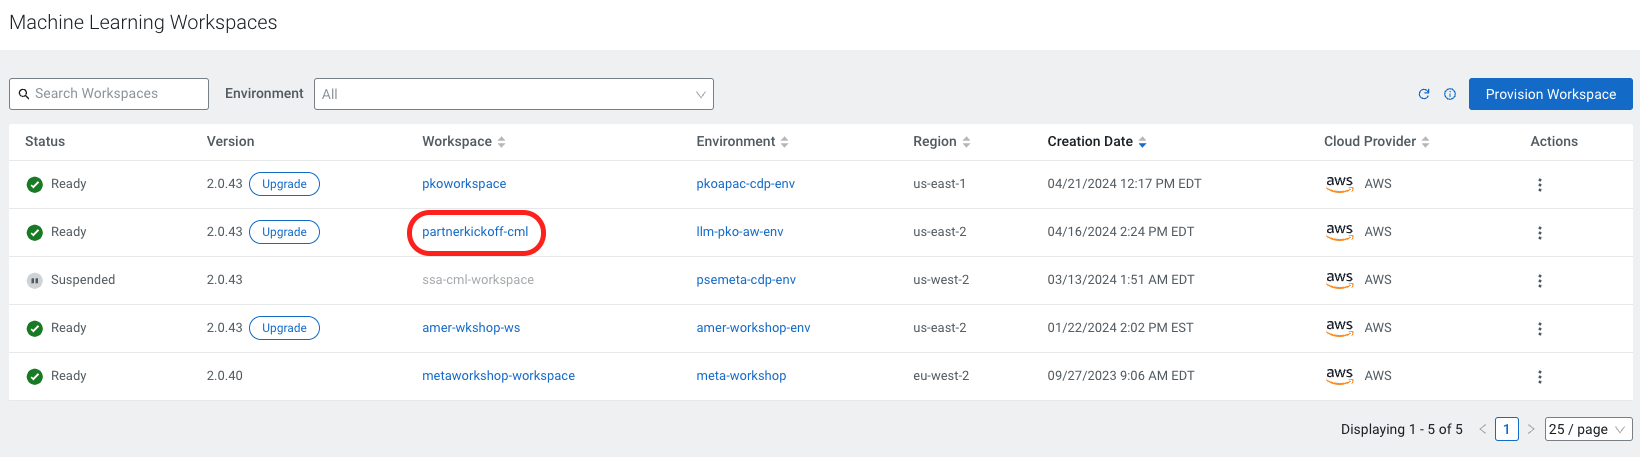 Machine Learning Workspaces
Search Workspaces Environment All Provision Workspace
Status Version Workspace Environment Region Creation Date Cloud Provider Actions
Ready 2.0.43 Upgrade pkoworkspace pkoapac-cdp-env us-east-1 04/21/2024 12:17 PM EDT aws AWS
Ready 2.0.43 Upgrade partnerkickoff-cml llm-pko-aw-env us-east-2 04/16/2024 2:24 PM EDT aws AWS
Suspended 2.0.43 ssa-cml-workspace psemeta-cdp-env us-west-2 03/13/2024 1:51 AM EDT aws AWS
Ready 2.0.43 Upgrade amer-wkshop-ws amer-workshop-env us-east-2 01/22/2024 2:02 PM EST aws AWS
Ready 2.0.40 metaworkshop-workspace meta-workshop eu-west-2 09/27/2023 9:06 AM EDT aws AWS
Displaying 1 - 5 of 5 < 1 > 25 / page